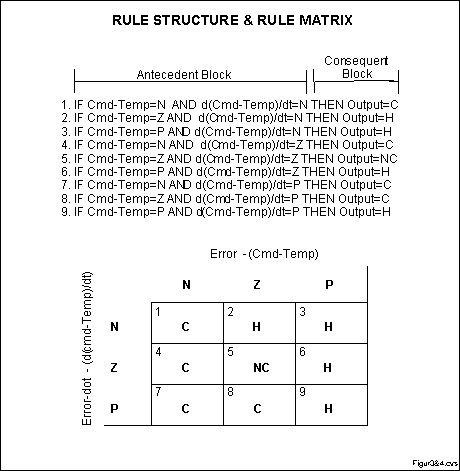 RULE STRUCTURE & RULE MATRIX
Antecedent Block
Consequent
Block
1. IF Cmd-Temp=N AND d(Cmd-Temp)/dt=N THEN Output=C
2. IF Cmd-Temp=Z AND d(Cmd-Temp)/dt=N THEN Output=H
3. IF Cmd-Temp=P AND d(Cmd-Temp)/dt=N THEN Output=H
4. IF Cmd-Temp=N AND d(Cmd-Temp)/dt=Z THEN Output=C
5. IF Cmd-Temp=Z AND d(Cmd-Temp)/dt=Z THEN Output=NC
6. IF Cmd-Temp=P AND d(Cmd-Temp)/dt=Z THEN Output=H
7. IF Cmd-Temp=N AND d(Cmd-Temp)/dt=P THEN Output=C
8. IF Cmd-Temp=Z AND d(Cmd-Temp)/dt=P THEN Output=C
9. IF Cmd-Temp=P AND d(Cmd-Temp)/dt=P THEN Output=H
Error - (Cmd-Temp)
Error-dot - (d(cmd-Temp)/dt)
N Z P
1 2 3
N C H H
4 5 6
Z C NC H
7 8 9
P C C H
Figur3&4.cvs